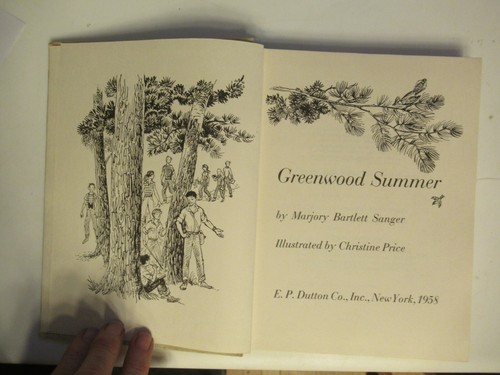 Greenwood Summer
by Marjory Bartlett Sanger
Illustrated by Christine Price
E. P. Dutton Co., Inc., New York, 1958